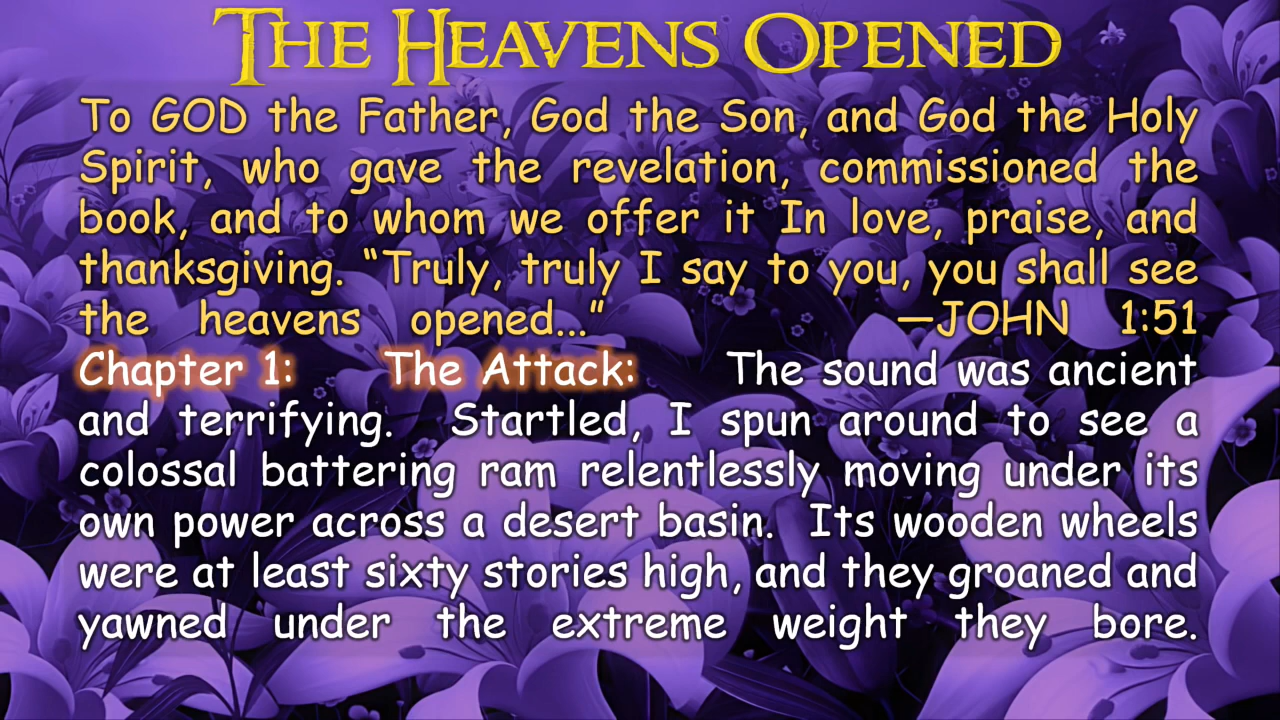 THE HEAVENS OPENED
To GOD the Father, God the Son, and God the Holy
Spirit, who gave the revelation, commissioned the
book, and to whom we offer it In love, praise, and
thanksgiving. “Truly, truly I say to you, you shall see
the heavens opened...” —JOHN 1:51
Chapter 1: The Attack: The sound was ancient
and terrifying. Startled, I spun around to see a
colossal battering ram relentlessly moving under its
own power across a desert basin. Its wooden wheels
were at least sixty stories high, and they groaned and
yawned under the extreme weight they bore.